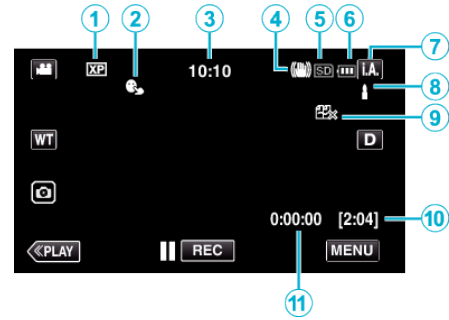 1 2 3 4 5 6 7
XP 10:10 SD i.A.
8
9
WT D
0:00:00 [2:04] 10
≪PLAY REC MENU
11